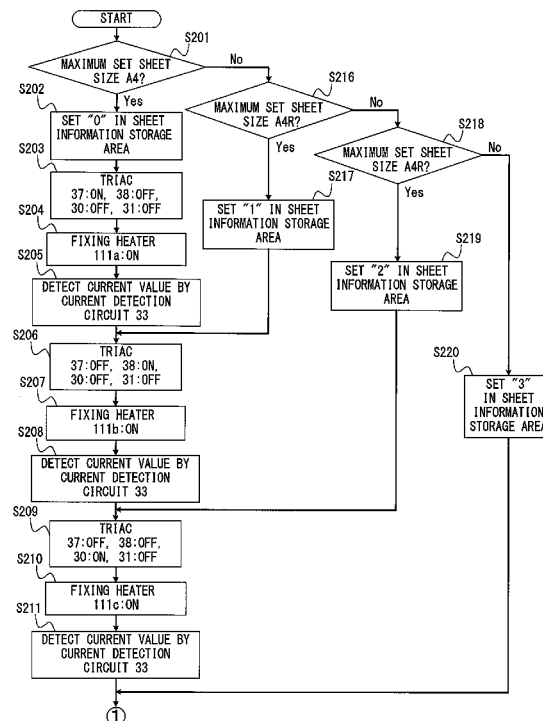 START
S201
MAXIMUM SET SHEET
SIZE A4?
No
Yes
S202
SET "0" IN SHEET
INFORMATION STORAGE
AREA
S203
TRIAC
37:ON, 38:OFF,
30:OFF, 31:OFF
S204
FIXING HEATER
111a:ON
S205
DETECT CURRENT VALUE BY
CURRENT DETECTION
CIRCUIT 33
S206
TRIAC
37:OFF, 38:ON,
30:OFF, 31:OFF
S207
FIXING HEATER
111b:ON
S208
DETECT CURRENT VALUE BY
CURRENT DETECTION
CIRCUIT 33
S209
TRIAC
37:OFF, 38:OFF,
30:ON, 31:OFF
S210
FIXING HEATER
111c:ON
S211
DETECT CURRENT VALUE BY
CURRENT DETECTION
CIRCUIT 33
1
S216
MAXIMUM SET SHEET
SIZE A4R?
No
Yes
S217
SET "1" IN SHEET
INFORMATION STORAGE
AREA
S218
MAXIMUM SET SHEET
SIZE A4R?
No
Yes
S219
SET "2" IN SHEET
INFORMATION STORAGE
AREA
S220
SET "3"
IN SHEET
INFORMATION
STORAGE AREA